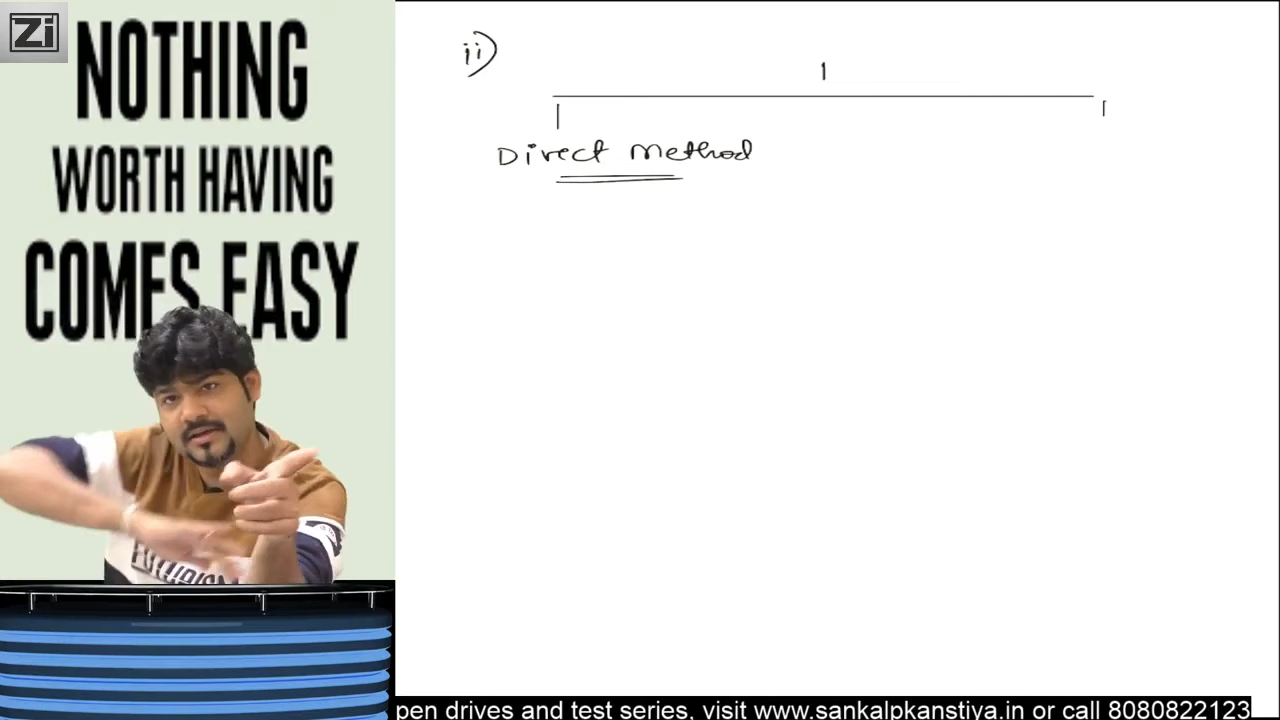 Zi
NOTHING
WORTH HAVING
COMES EASY
FUTURISM
ii)
Direct Method
pen drives and test series, visit www.sankalpkanstiya.in or call 8080822123